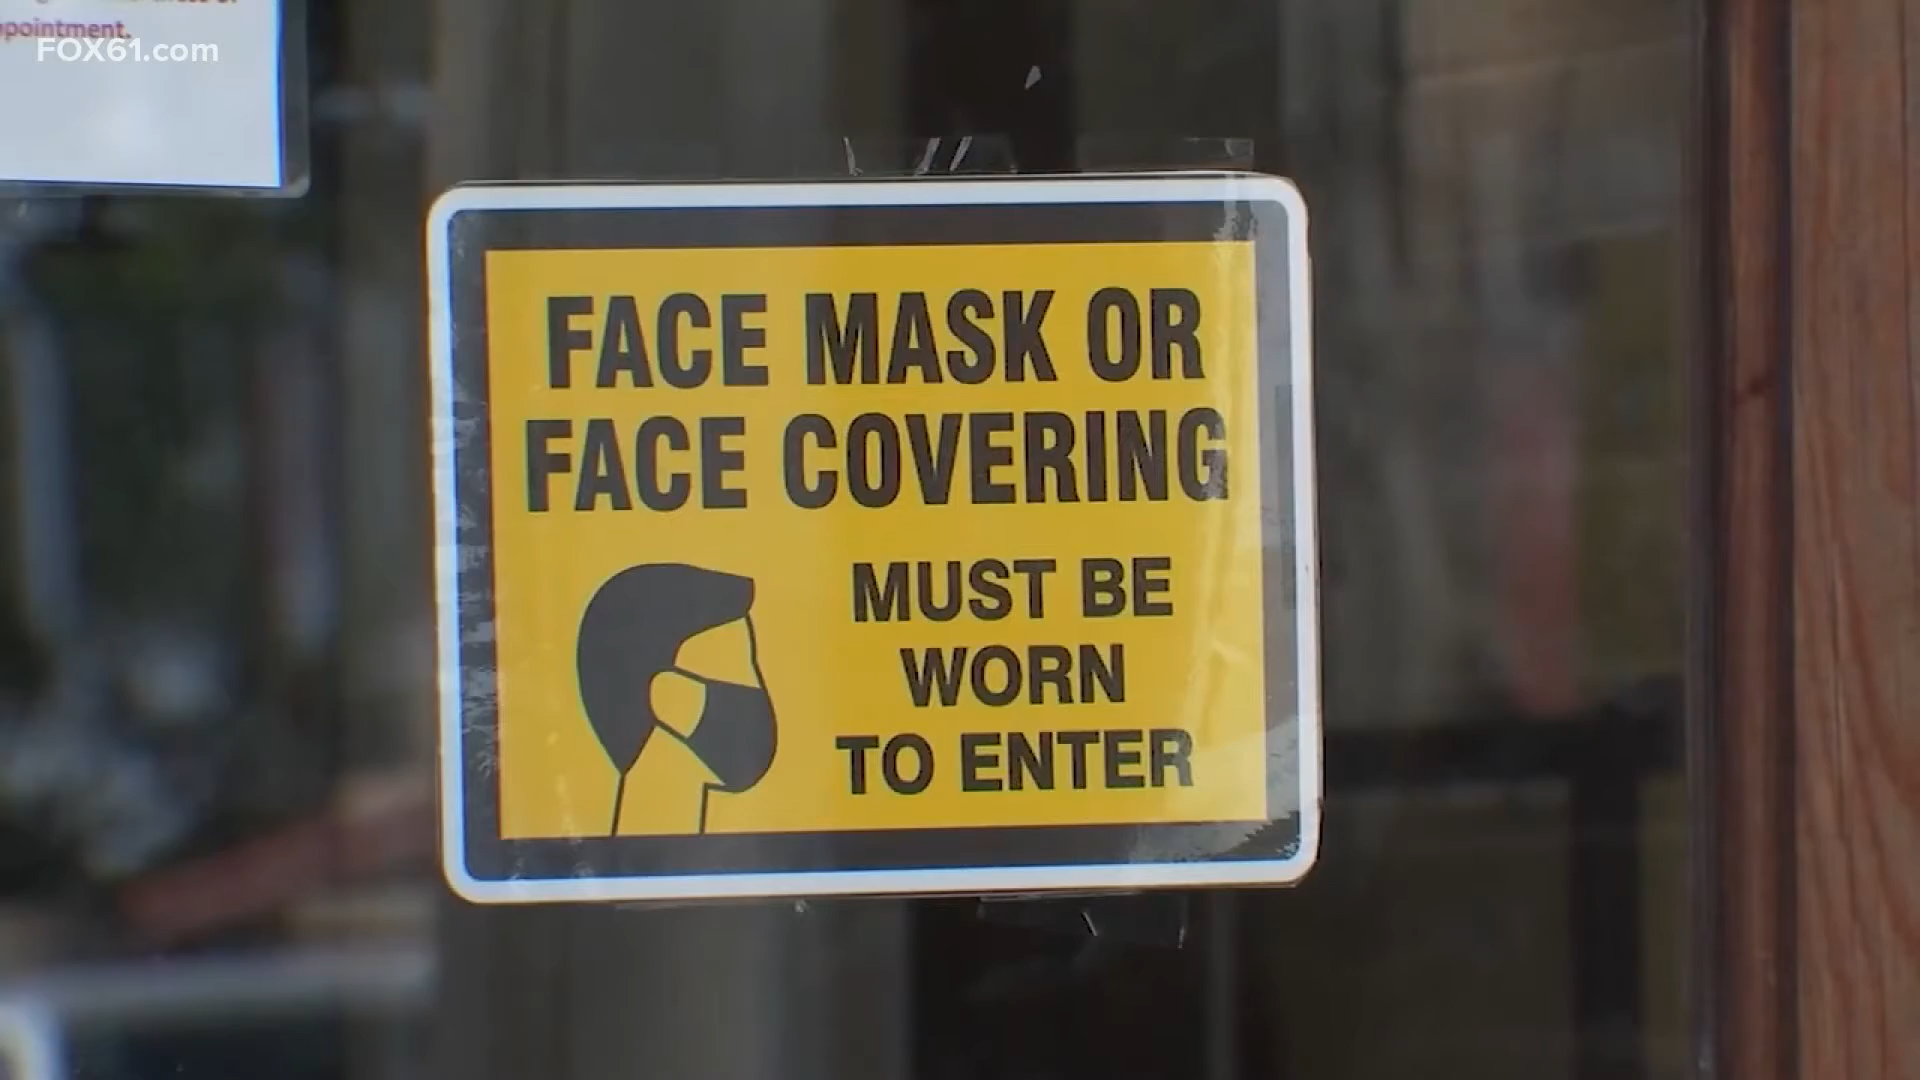 ppointment.
FOX61.com
FACE MASK OR
FACE COVERING
MUST BE
WORN
TO ENTER